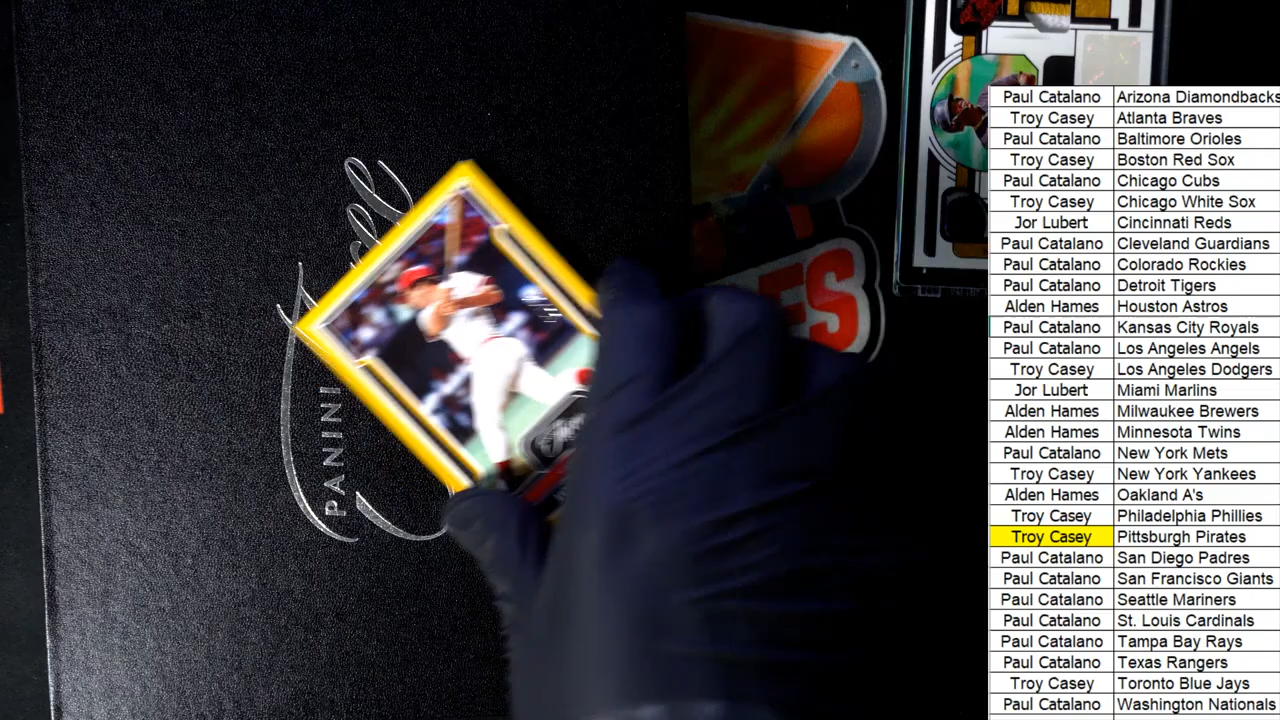 PANINI
ES
Paul Catalano Arizona Diamondbacks
Troy Casey Atlanta Braves
Paul Catalano Baltimore Orioles
Troy Casey Boston Red Sox
Paul Catalano Chicago Cubs
Troy Casey Chicago White Sox
Jor Lubert Cincinnati Reds
Paul Catalano Cleveland Guardians
Paul Catalano Colorado Rockies
Paul Catalano Detroit Tigers
Alden Hames Houston Astros
Paul Catalano Kansas City Royals
Paul Catalano Los Angeles Angels
Troy Casey Los Angeles Dodgers
Jor Lubert Miami Marlins
Alden Hames Milwaukee Brewers
Alden Hames Minnesota Twins
Paul Catalano New York Mets
Troy Casey New York Yankees
Alden Hames Oakland A's
Troy Casey Philadelphia Phillies
Troy Casey Pittsburgh Pirates
Paul Catalano San Diego Padres
Paul Catalano San Francisco Giants
Paul Catalano Seattle Mariners
Paul Catalano St. Louis Cardinals
Paul Catalano Tampa Bay Rays
Paul Catalano Texas Rangers
Troy Casey Toronto Blue Jays
Paul Catalano Washington Nationals